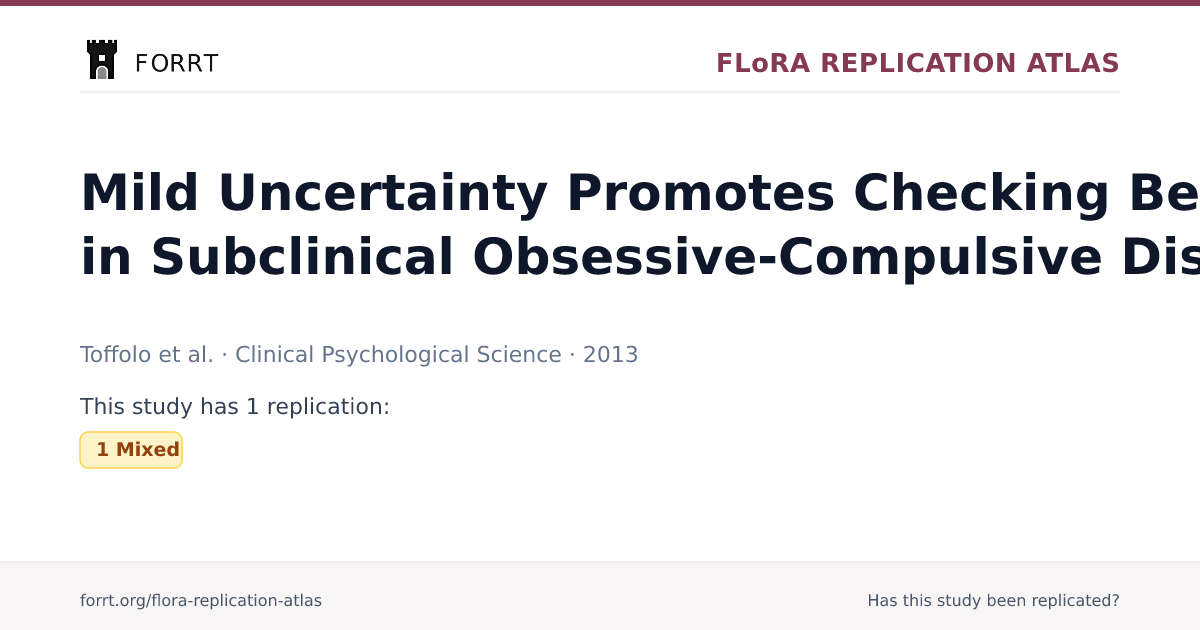 FORRT
FLoRA REPLICATION ATLAS
Mild Uncertainty Promotes Checking Be
in Subclinical Obsessive-Compulsive Dis
Toffolo et al. · Clinical Psychological Science · 2013
This study has 1 replication:
1 Mixed
forrt.org/flora-replication-atlas
Has this study been replicated?